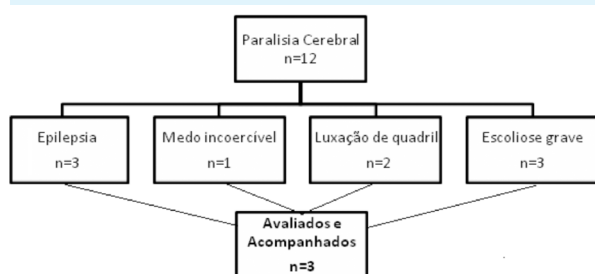 Paralisia Cerebral
n=12
Epilepsia
n=3
Medo incoercível
n=1
Luxação de quadril
n=2
Escoliose grave
n=3
Avaliados e
Acompanhados
n=3